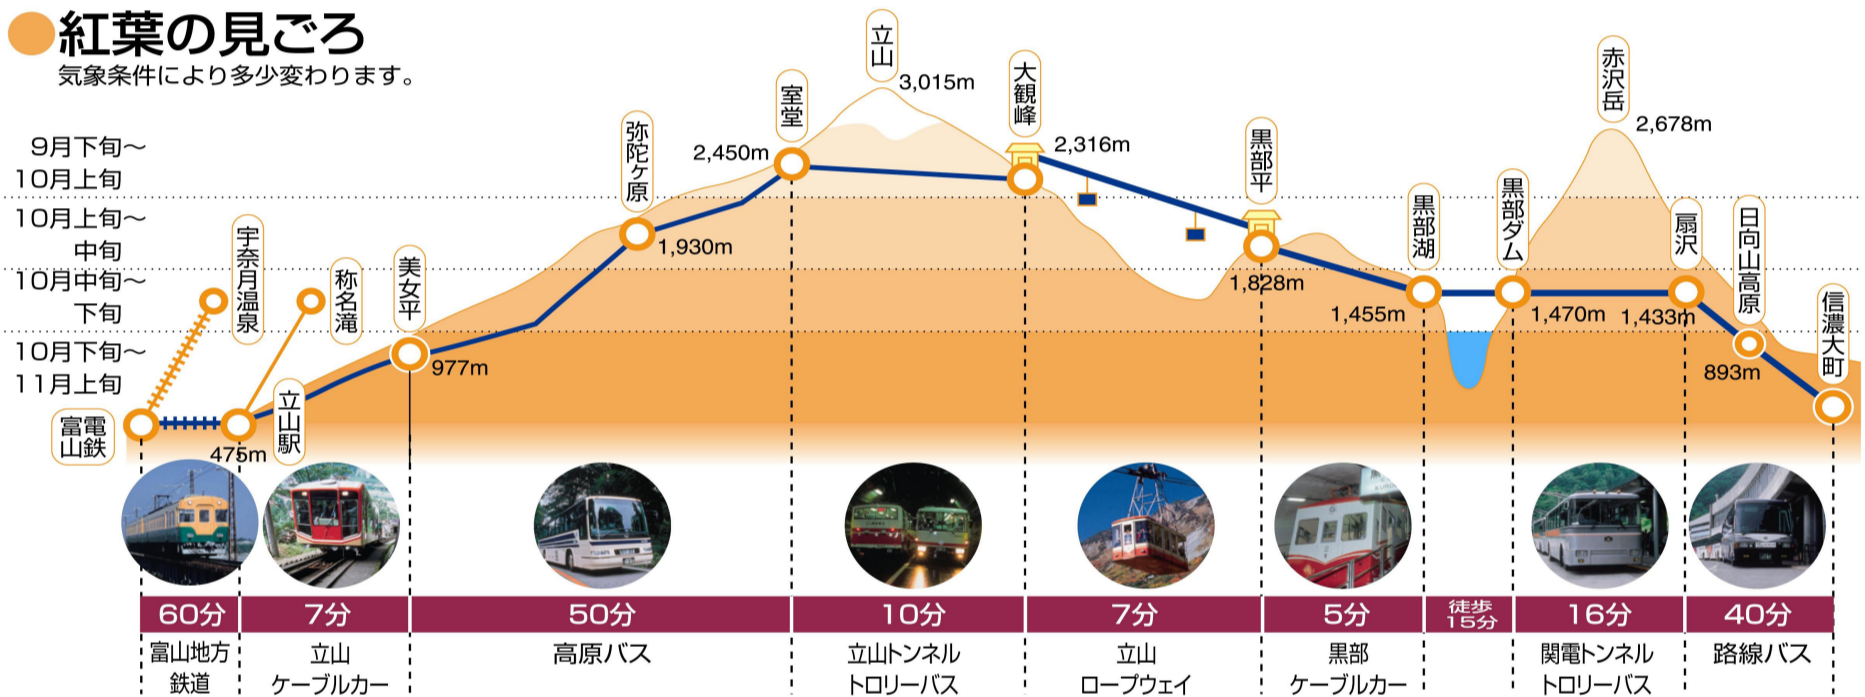 紅葉の見ごろ
気象条件により多少変わります。
9月下旬〜
10月上旬
10月上旬〜
中旬
10月中旬〜
下旬
10月下旬〜
11月上旬
富山
電鉄
宇奈月温泉
475m
立山駅
称名滝
美女平
977m
弥陀ヶ原
1,930m
室堂
2,450m
立山
3,015m
大観峰
2,316m
黒部平
1,828m
黒部湖
1,455m
黒部ダム
1,470m
赤沢岳
2,678m
扇沢
1,433m
日向山高原
893m
信濃大町
60分
7分
50分
10分
7分
5分
徒歩
15分
16分
40分
富山地方
鉄道
立山
ケーブルカー
高原バス
立山トンネル
トロリーバス
立山
ロープウェイ
黒部
ケーブルカー
関電トンネル
トロリーバス
路線バス